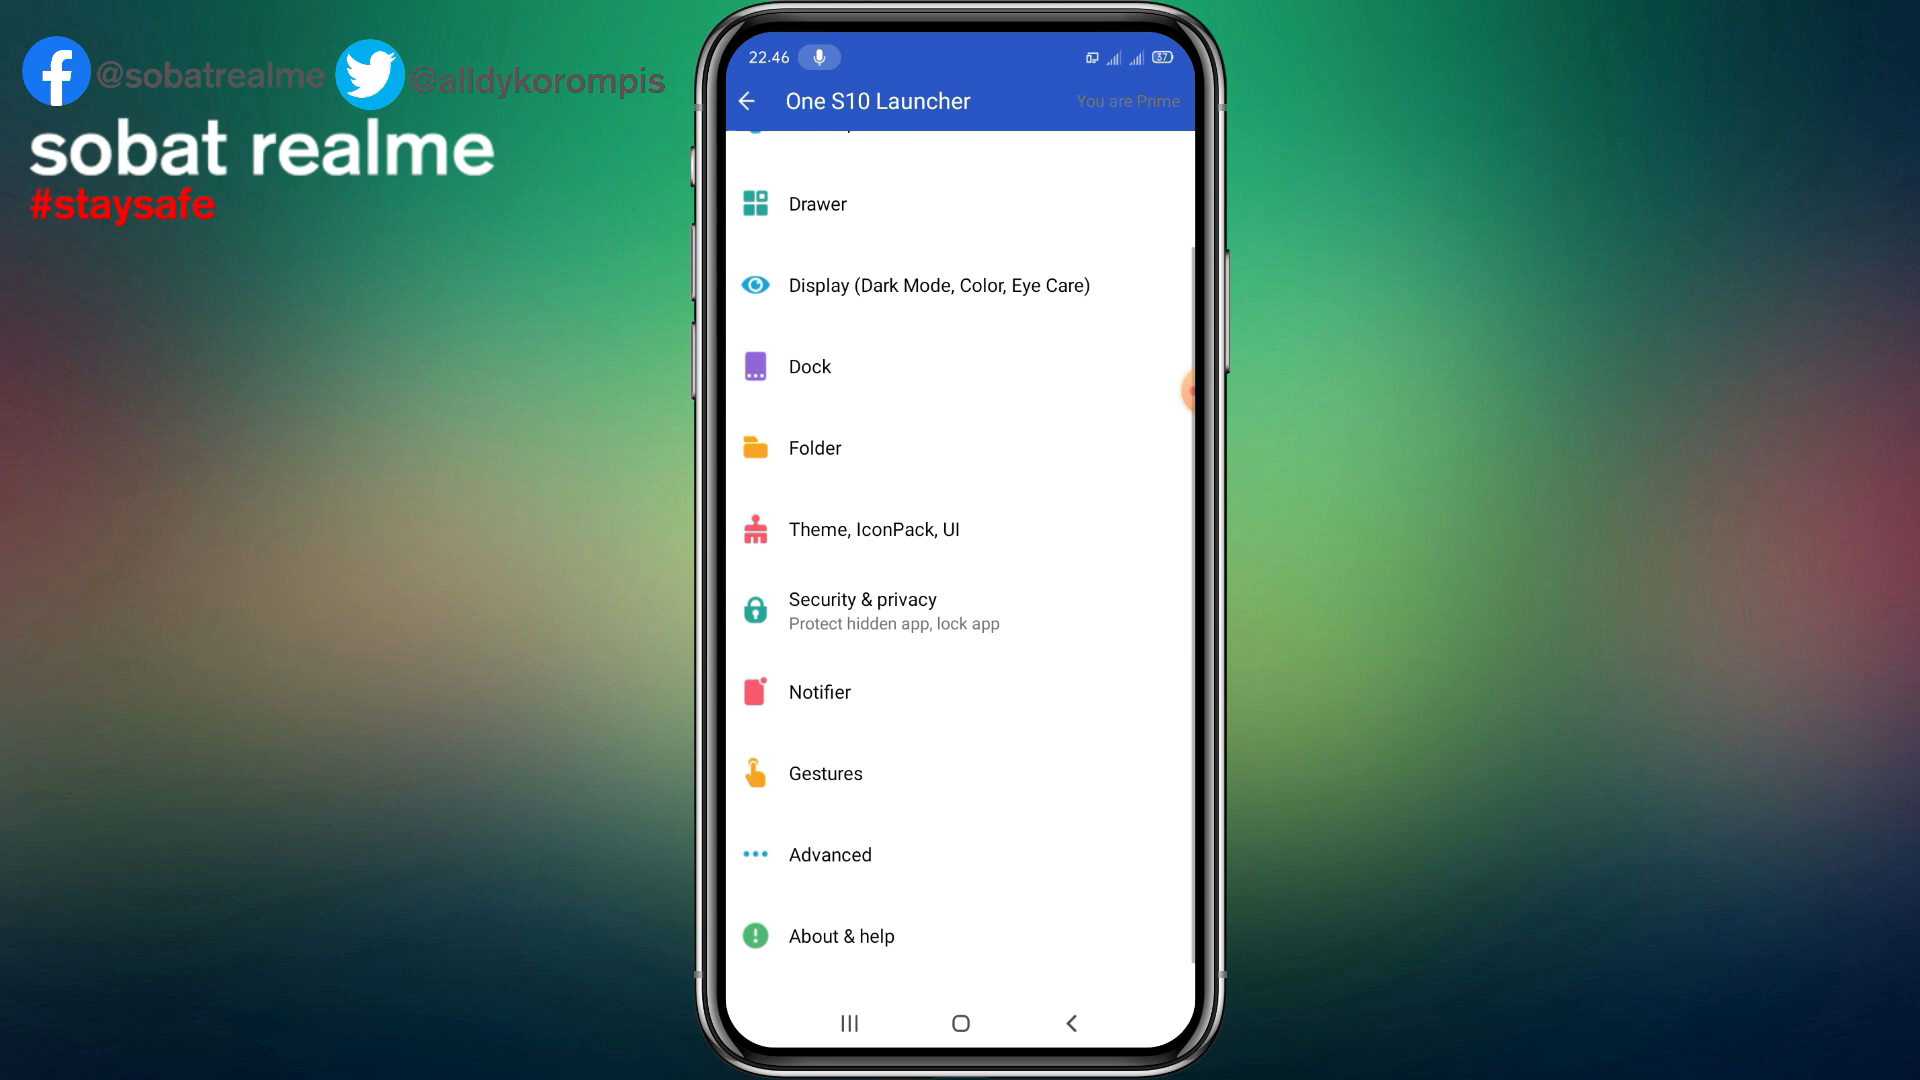 @sobatrealme @alldykorompis
sobat realme
#staysafe
22.46 37
One S10 Launcher You are Prime
Drawer
Display (Dark Mode, Color, Eye Care)
Dock
Folder
Theme, IconPack, UI
Security & privacy
Protect hidden app, lock app
Notifier
Gestures
Advanced
About & help